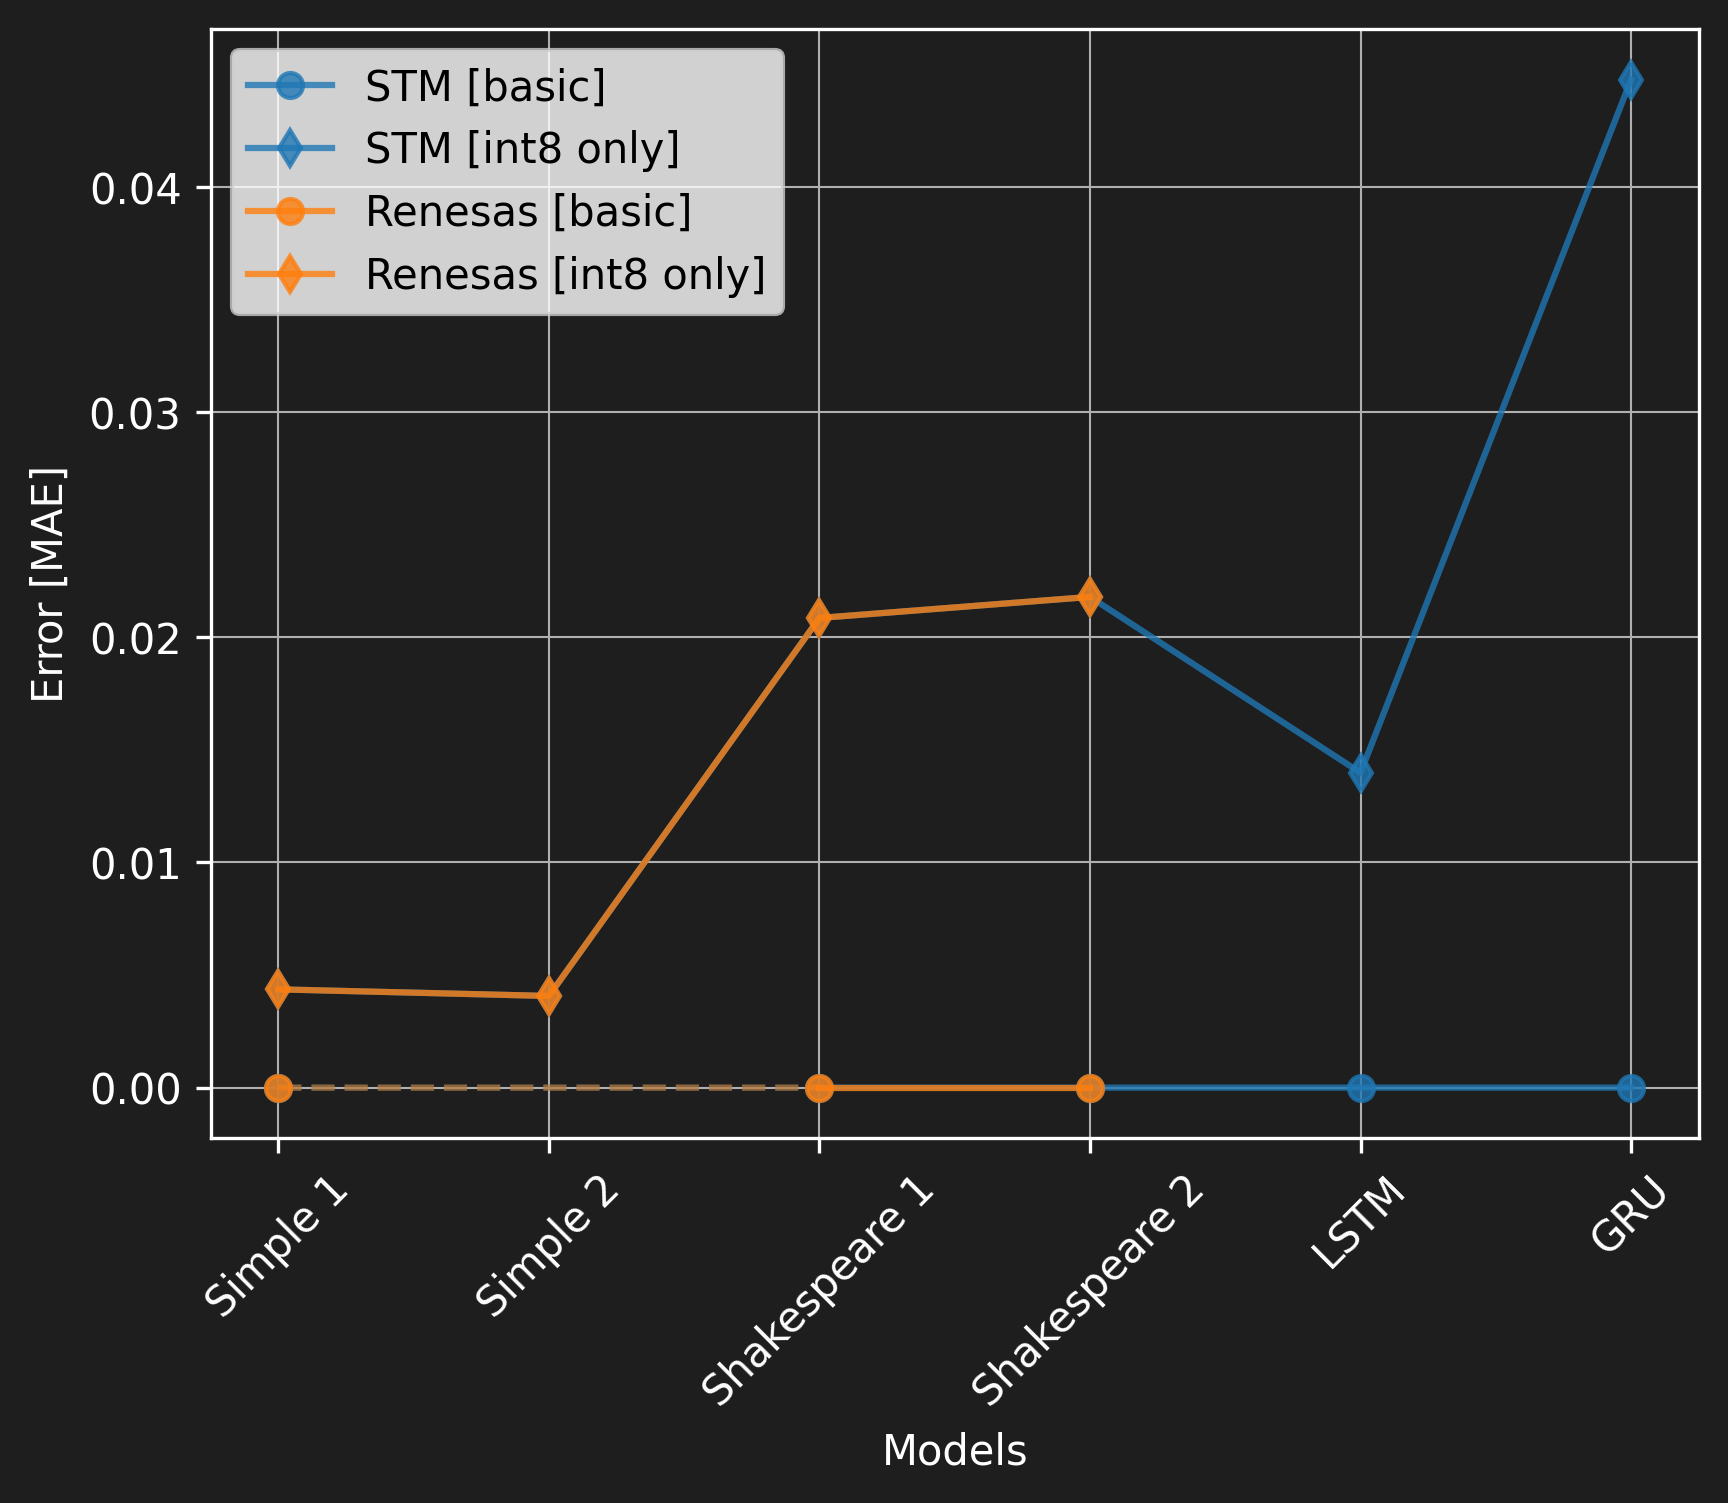 STM [basic]
STM [int8 only]
Renesas [basic]
Renesas [int8 only]
0.04
0.03
0.02
0.01
0.00
Error [MAE]
Simple 1
Simple 2
Shakespeare 1
Shakespeare 2
LSTM
GRU
Models